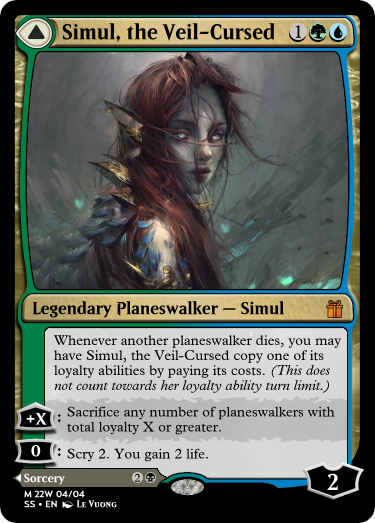 Simul, the Veil-Cursed 1
Legendary Planeswalker — Simul
Whenever another planeswalker dies, you may
have Simul, the Veil-Cursed copy one of its
loyalty abilities by paying its costs. (This does
not count towards her loyalty ability turn limit.)
+X: Sacrifice any number of planeswalkers with
total loyalty X or greater.
0: Scry 2. You gain 2 life.
Sorcery 2
2
M 22W 04/04
SS • EN Le Vuong